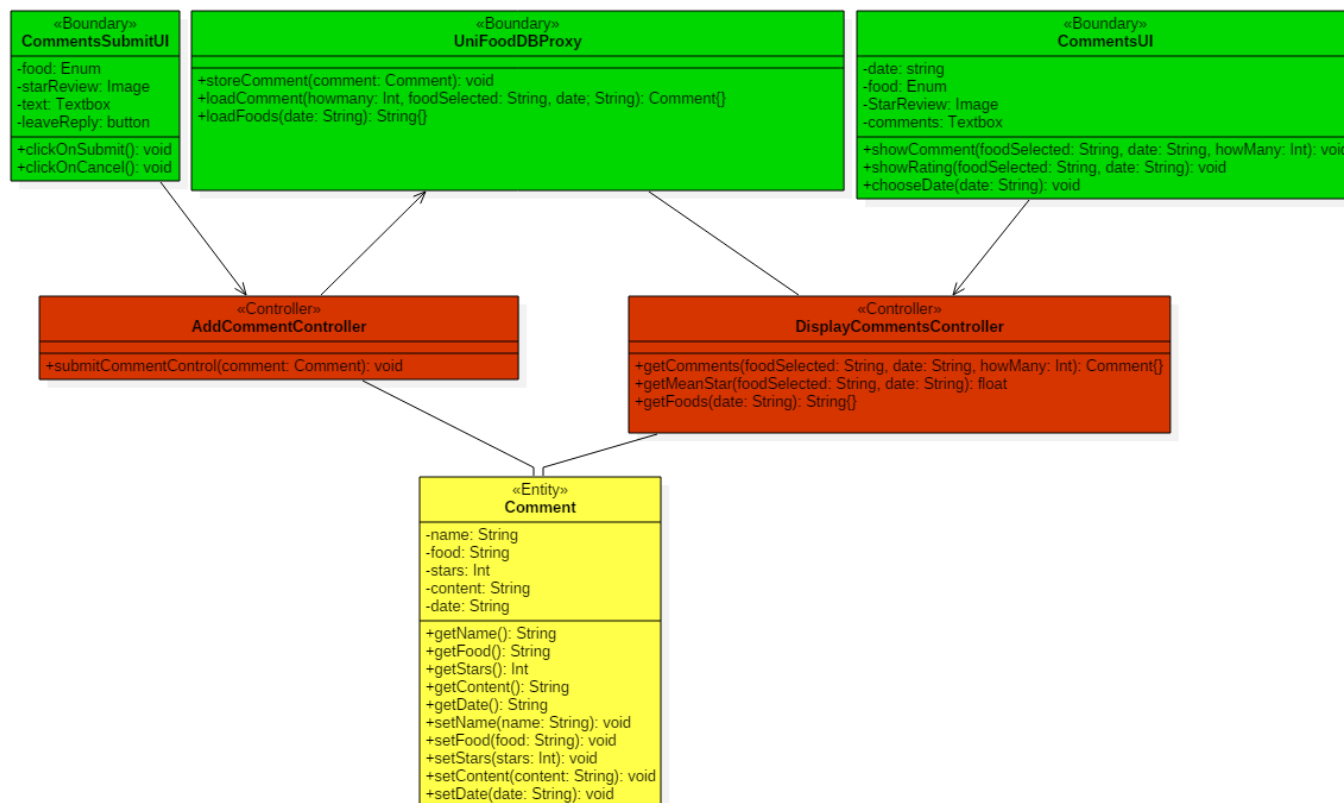 «Boundary»
CommentsSubmitUI
-food: Enum
-starReview: Image
-text: Textbox
-leaveReply: button
+clickOnSubmit(): void
+clickOnCancel(): void
«Boundary»
UniFoodDBProxy
+storeComment(comment: Comment): void
+loadComment(howmany: Int, foodSelected: String, date; String): Comment{}
+loadFoods(date: String): String{}
«Boundary»
CommentsUI
-date: string
-food: Enum
-StarReview: Image
-comments: Textbox
+showComment(foodSelected: String, date: String, howMany: Int): void
+showRating(foodSelected: String, date: String): void
+chooseDate(date: String): void
«Controller»
AddCommentController
+submitCommentControl(comment: Comment): void
«Controller»
DisplayCommentsController
+getComments(foodSelected: String, date: String, howMany: Int): Comment{}
+getMeanStar(foodSelected: String, date: String): float
+getFoods(date: String): String{}
«Entity»
Comment
-name: String
-food: String
-stars: Int
-content: String
-date: String
+getName(): String
+getFood(): String
+getStars(): Int
+getContent(): String
+getDate(): String
+setName(name: String): void
+setFood(food: String): void
+setStars(stars: Int): void
+setContent(content: String): void
+setDate(date: String): void